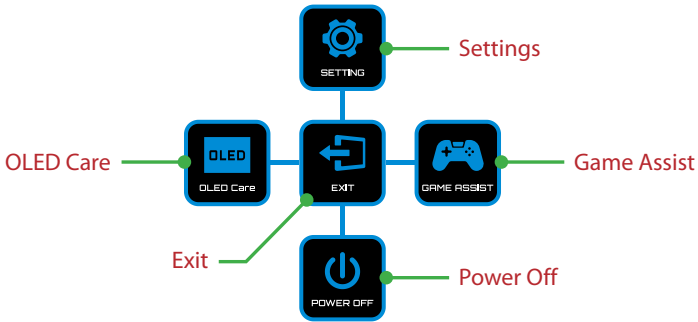 SETTING
Settings
OLED Care
OLED
OLED Care
EXIT
GAME ASSIST
Game Assist
Exit
POWER OFF
Power Off